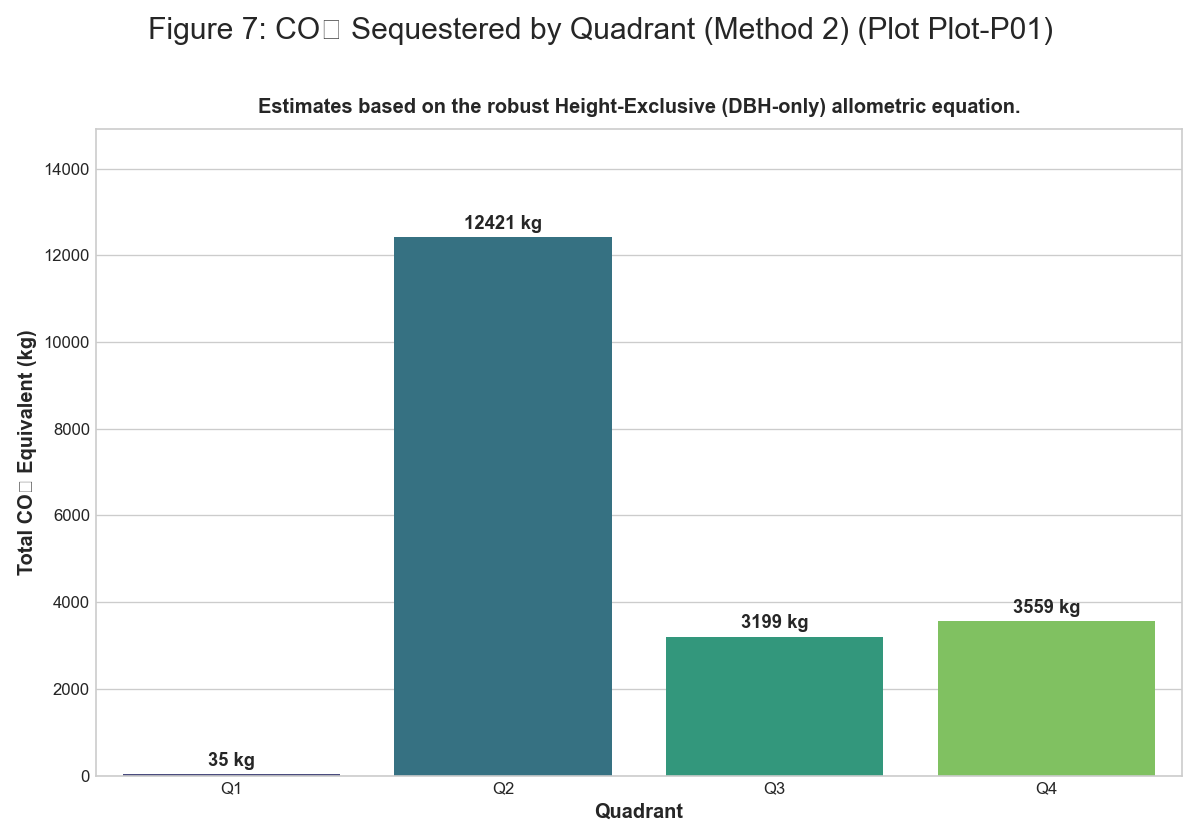 Figure 7: CO▯ Sequestered by Quadrant (Method 2) (Plot Plot-P01)
Estimates based on the robust Height-Exclusive (DBH-only) allometric equation.
Total CO▯ Equivalent (kg)
14000
12000
10000
8000
6000
4000
2000
0
35 kg
12421 kg
3199 kg
3559 kg
Q1
Q2
Q3
Q4
Quadrant